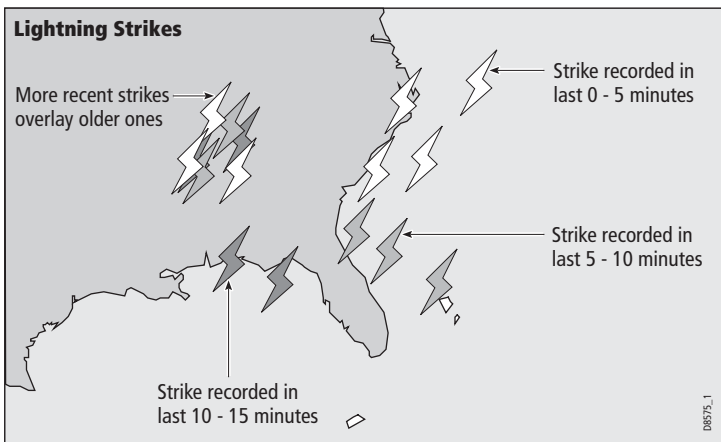 Lightning Strikes
More recent strikes
overlay older ones
Strike recorded in
last 0 - 5 minutes
Strike recorded in
last 5 - 10 minutes
Strike recorded in
last 10 - 15 minutes
D8575_1